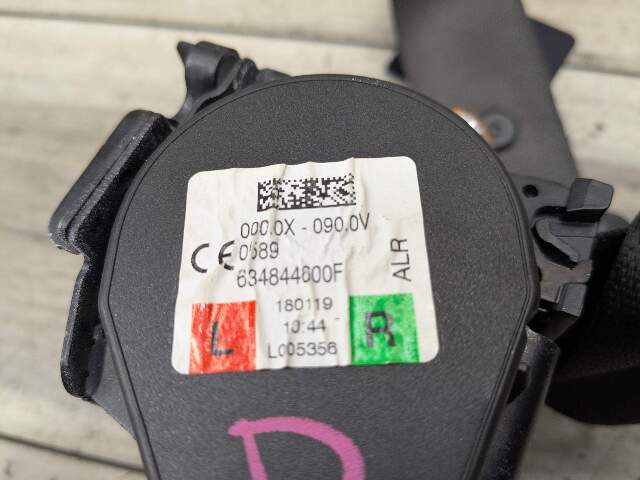 000.0X - 090.0V
CE 0589
634844600F
ALR
180119
10:44
L005356
L
R
D